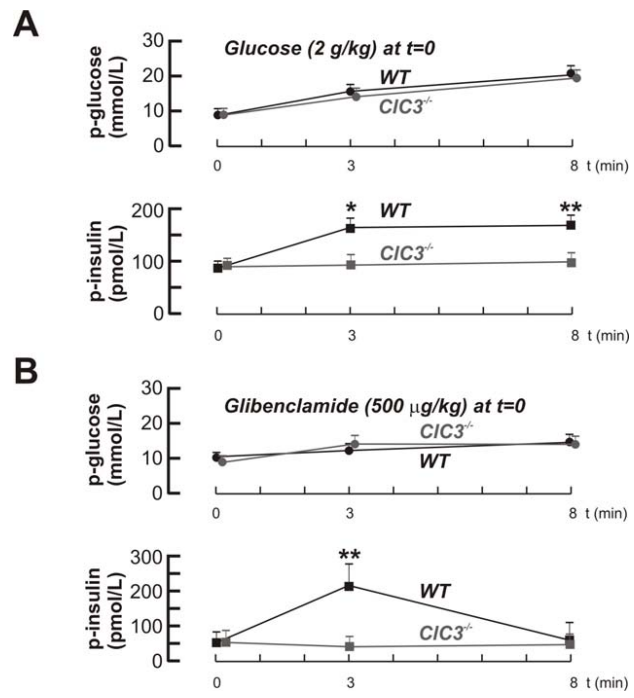 A
Glucose (2 g/kg) at t=0
p-glucose
(mmol/L)
30
20
10
0
WT
ClC3-/-
0 3 8 t (min)
p-insulin
(pmol/L)
200
100
0
* **
WT
ClC3-/-
0 3 8 t (min)
B
Glibenclamide (500 μg/kg) at t=0
p-glucose
(mmol/L)
30
20
10
0
ClC3-/-
WT
0 3 8 t (min)
p-insulin
(pmol/L)
300
200
100
0
**
WT
ClC3-/-
0 3 8 t (min)